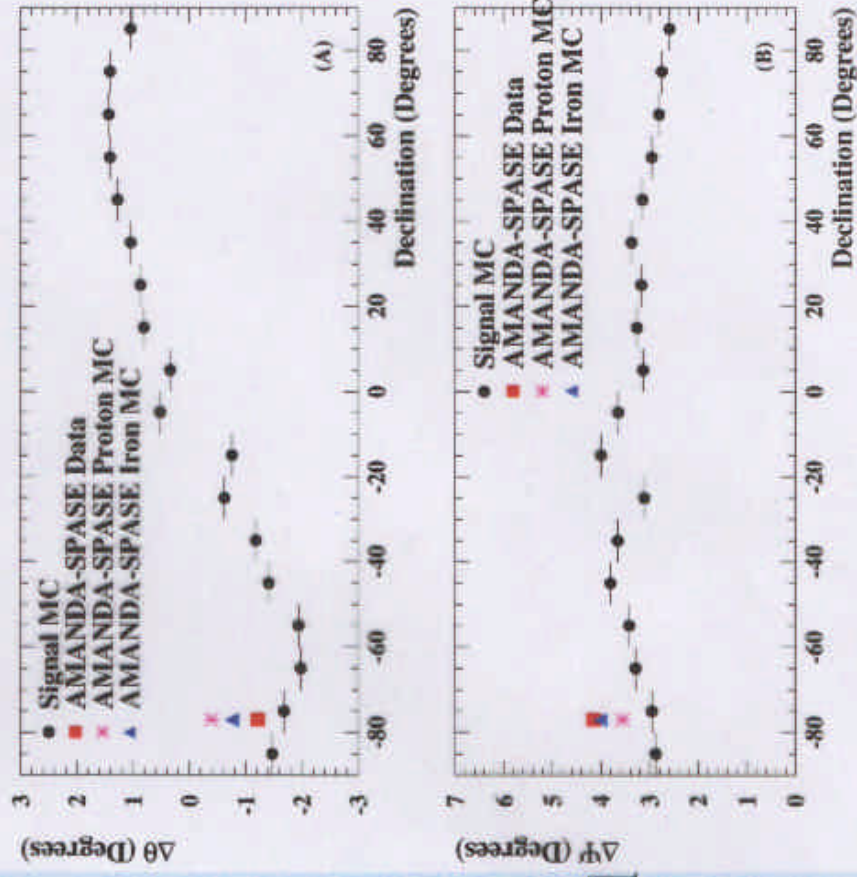 Δθ (Degrees)
3
2
1
0
-1
-2
-3
Signal MC
AMANDA-SPASE Data
AMANDA-SPASE Proton MC
AMANDA-SPASE Iron MC
(A)
-80 -60 -40 -20 0 20 40 60 80
Declination (Degrees)
ΔΨ (Degrees)
7
6
5
4
3
2
1
0
Signal MC
AMANDA-SPASE Data
AMANDA-SPASE Proton MC
AMANDA-SPASE Iron MC
(B)
-80 -60 -40 -20 0 20 40 60 80
Declination (Degrees)